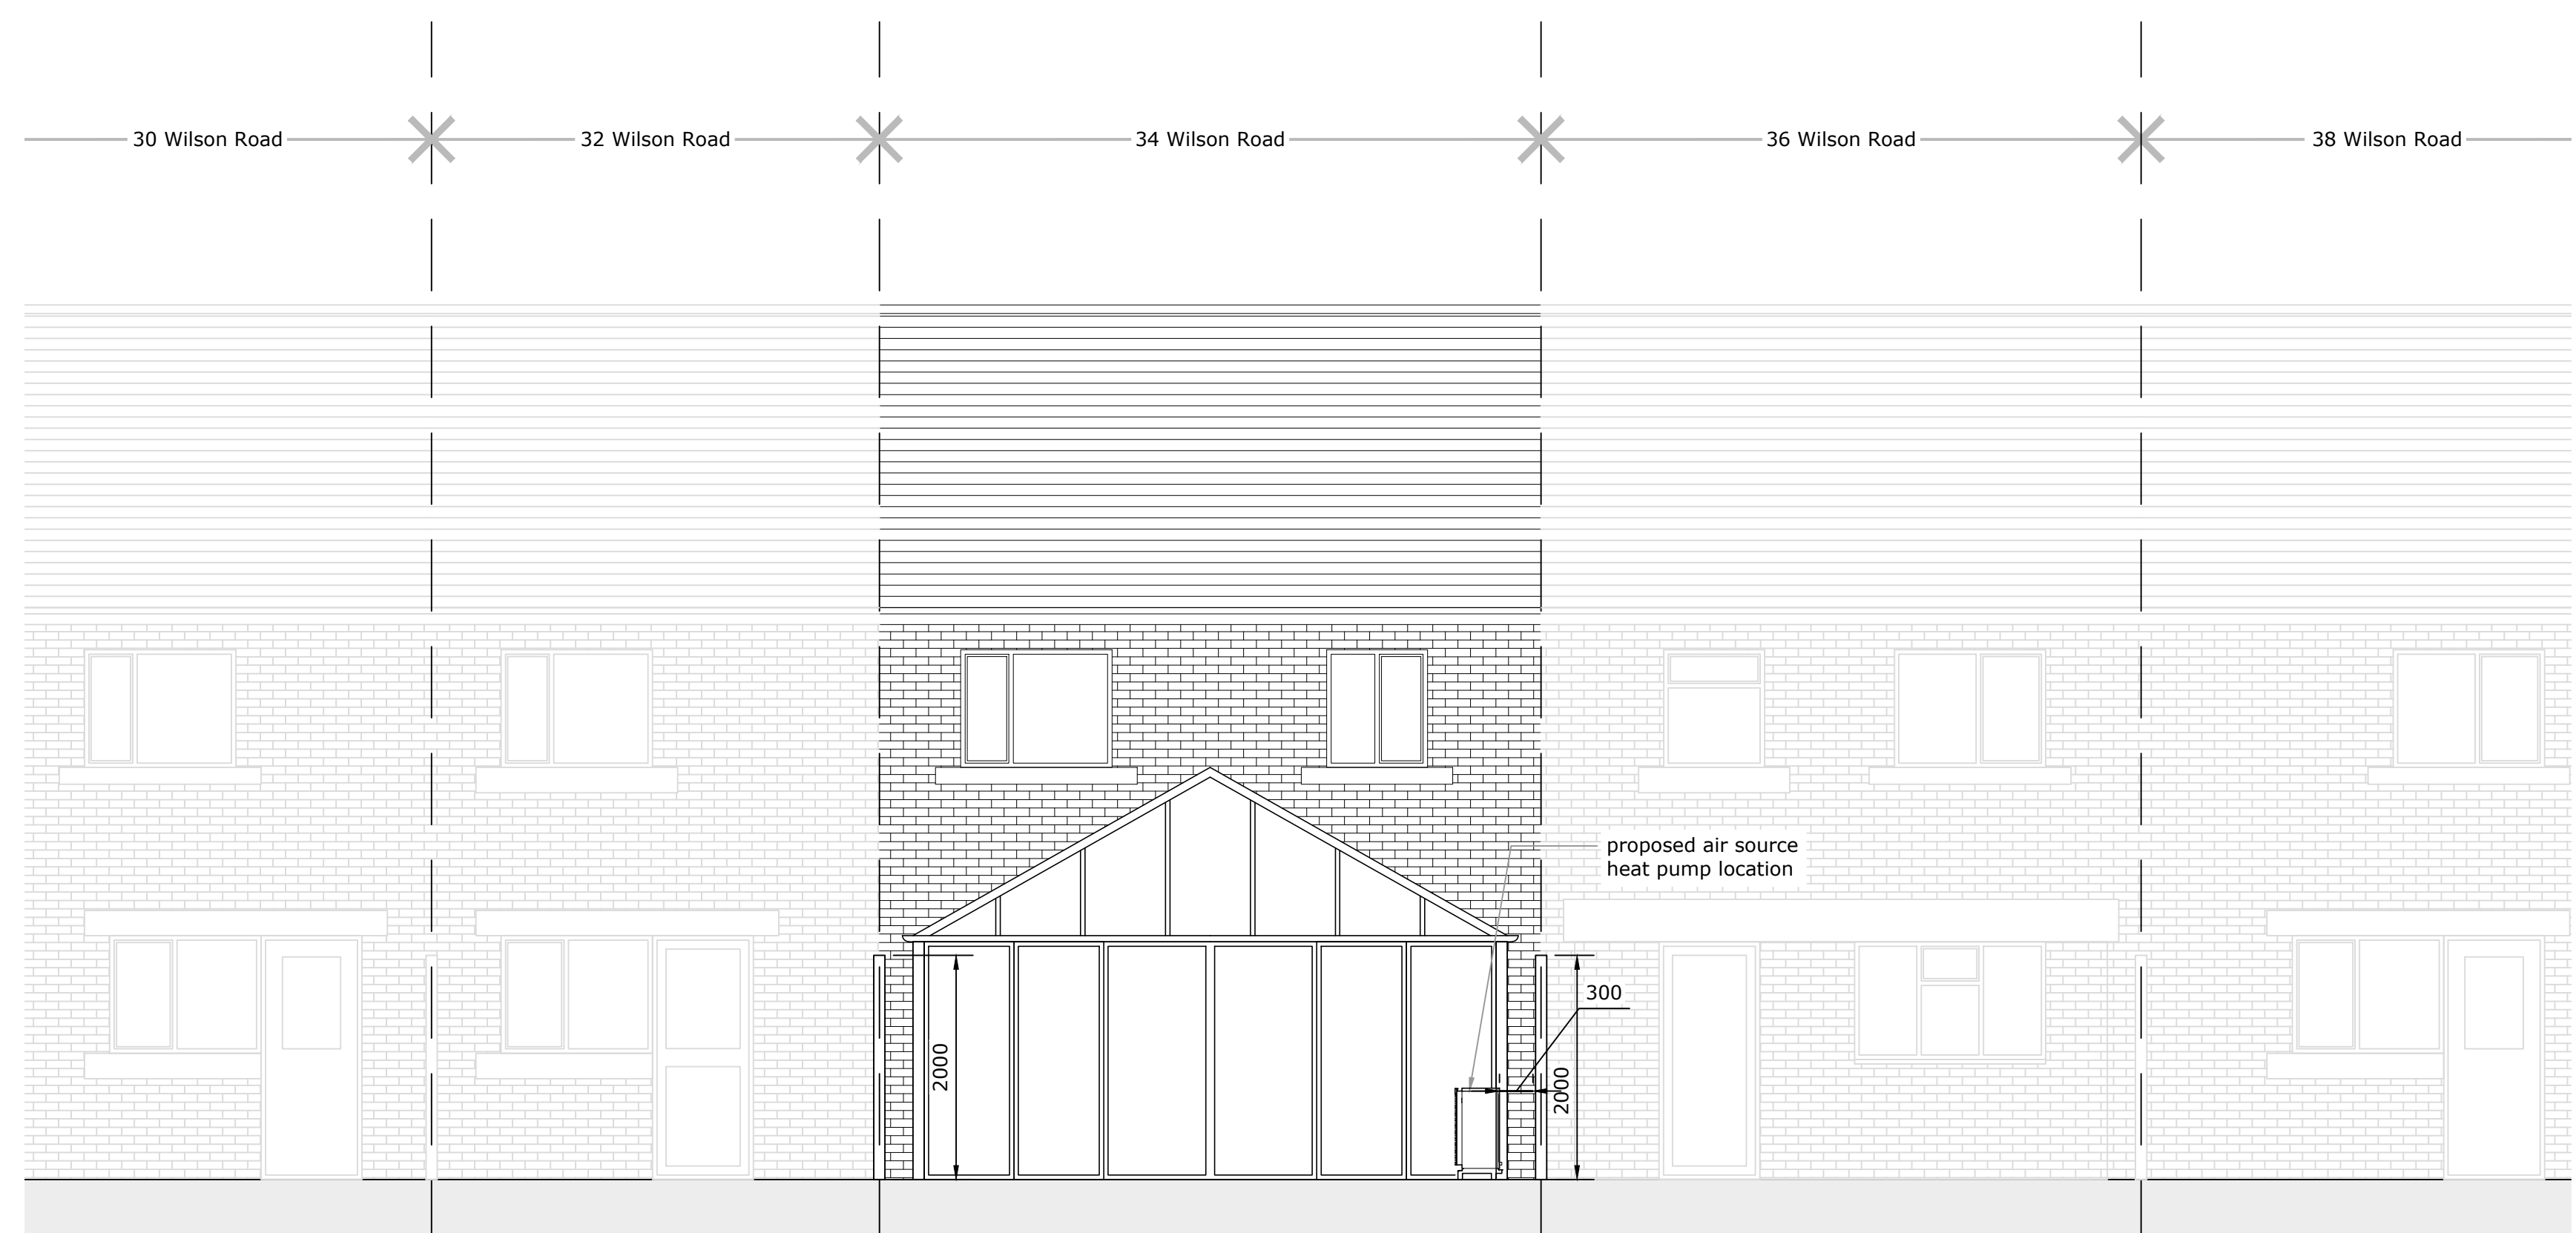 30 Wilson Road
32 Wilson Road
34 Wilson Road
36 Wilson Road
38 Wilson Road
proposed air source
heat pump location
300
2000
2000